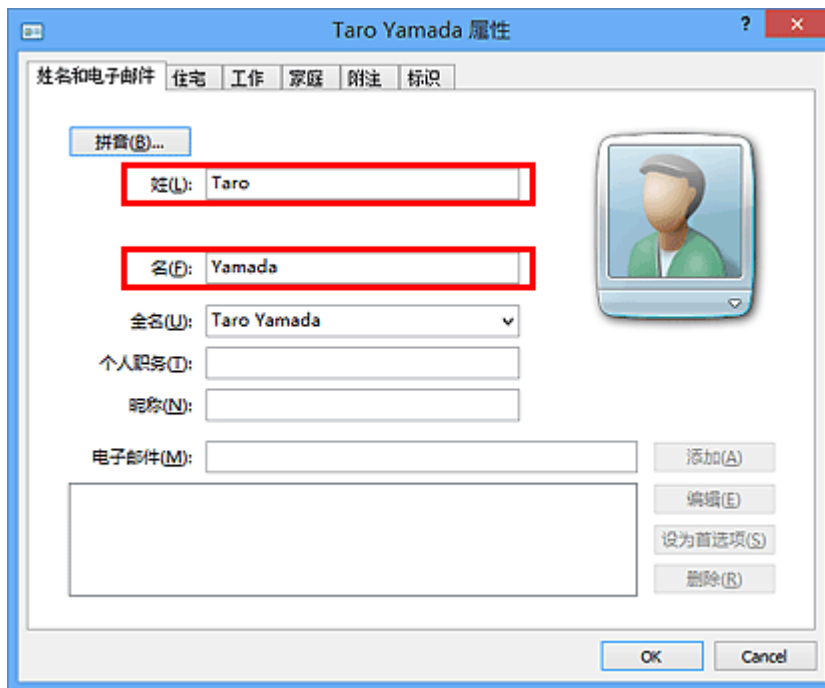 Taro Yamada 属性
?
姓名和电子邮件 住宅 工作 家庭 附注 标识
拼音(B)...
姓(L): Taro
名(F): Yamada
全名(U): Taro Yamada
个人职务(T):
昵称(N):
电子邮件(M):
添加(A)
编辑(E)
设为首选项(S)
删除(R)
OK Cancel